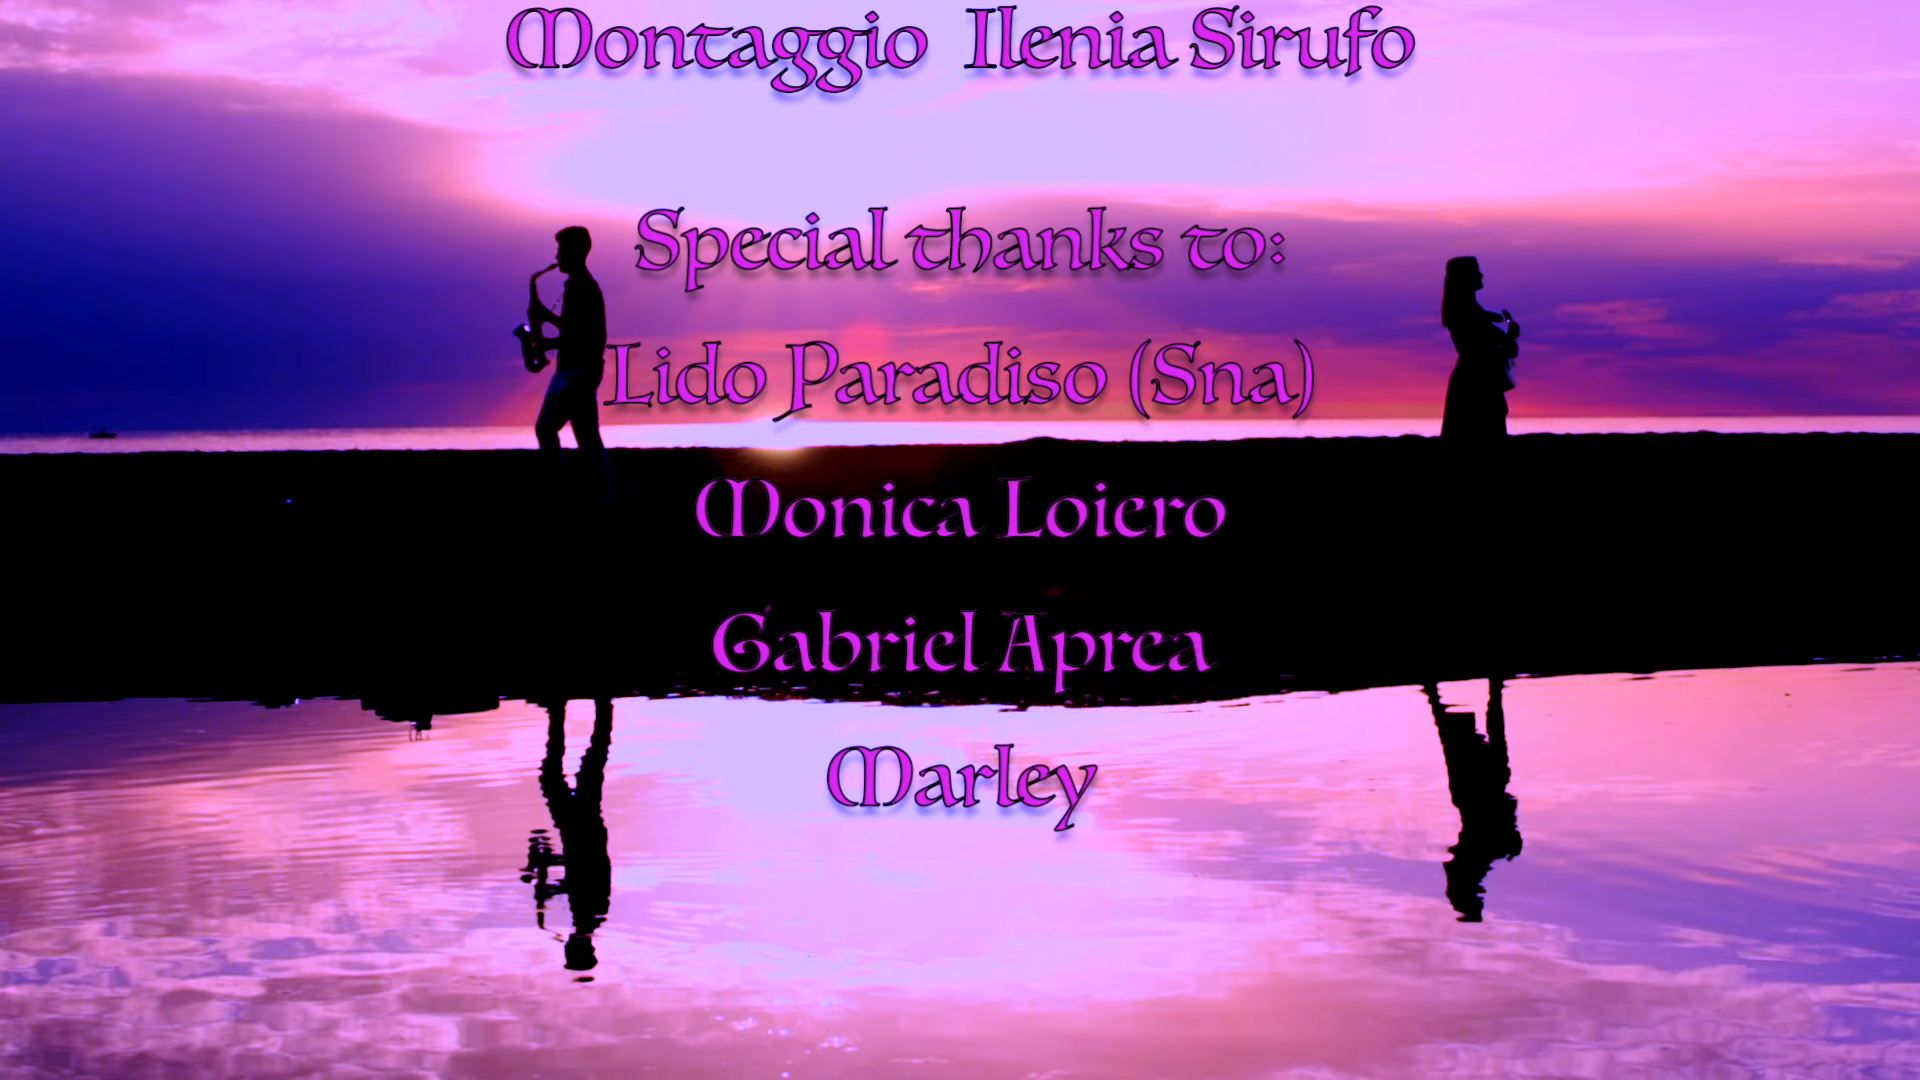 Montaggio Ilenia Sirufo
Special thanks to:
Lido Paradiso (Sna)
Monica Loiero
Gabriel Aprea
Marley